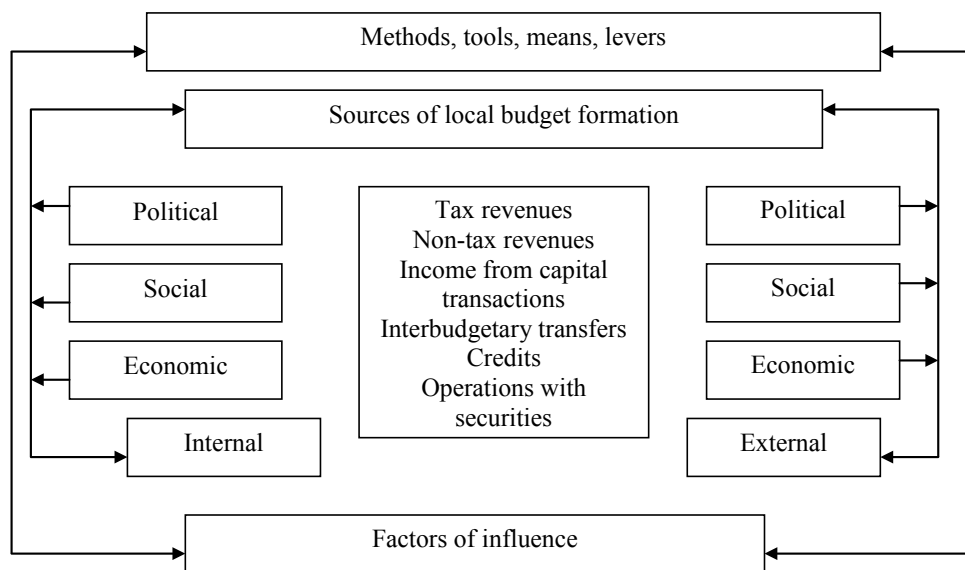 Methods, tools, means, levers
Sources of local budget formation
Political
Social
Economic
Internal
Tax revenues
Non-tax revenues
Income from capital
transactions
Interbudgetary transfers
Credits
Operations with
securities
Political
Social
Economic
External
Factors of influence